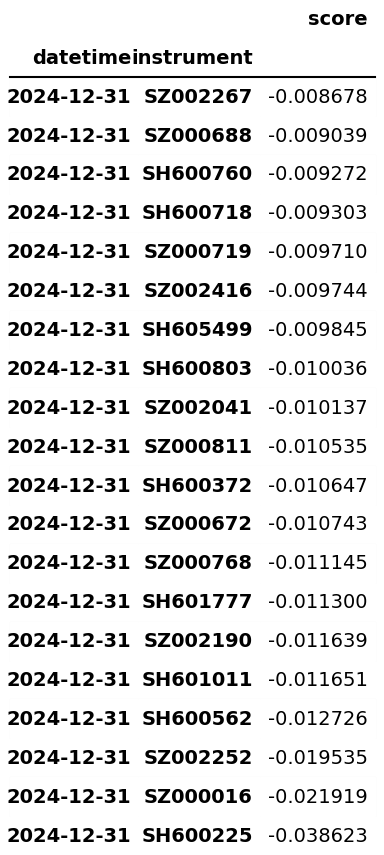 score
datetime instrument
2024-12-31 SZ002267 -0.008678
2024-12-31 SZ000688 -0.009039
2024-12-31 SH600760 -0.009272
2024-12-31 SH600718 -0.009303
2024-12-31 SZ000719 -0.009710
2024-12-31 SZ002416 -0.009744
2024-12-31 SH605499 -0.009845
2024-12-31 SH600803 -0.010036
2024-12-31 SZ002041 -0.010137
2024-12-31 SZ000811 -0.010535
2024-12-31 SH600372 -0.010647
2024-12-31 SZ000672 -0.010743
2024-12-31 SZ000768 -0.011145
2024-12-31 SH601777 -0.011300
2024-12-31 SZ002190 -0.011639
2024-12-31 SH601011 -0.011651
2024-12-31 SH600562 -0.012726
2024-12-31 SZ002252 -0.019535
2024-12-31 SZ000016 -0.021919
2024-12-31 SH600225 -0.038623